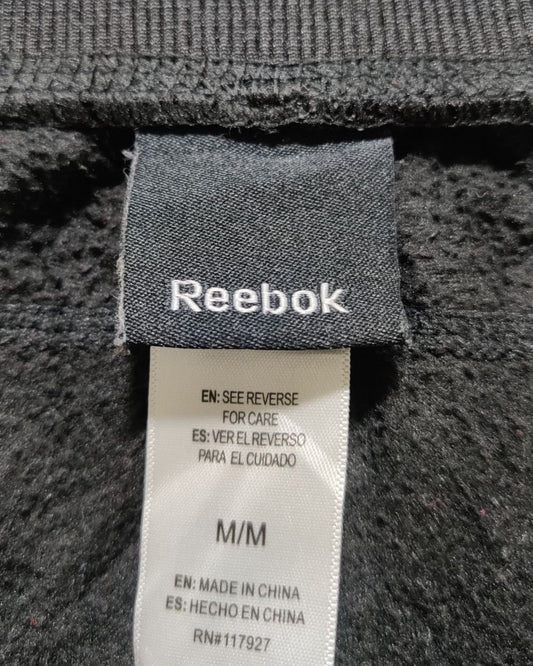 Reebok
EN: SEE REVERSE
FOR CARE
ES: VER EL REVERSO
PARA EL CUIDADO
M/M
EN: MADE IN CHINA
ES: HECHO EN CHINA
RN#117927